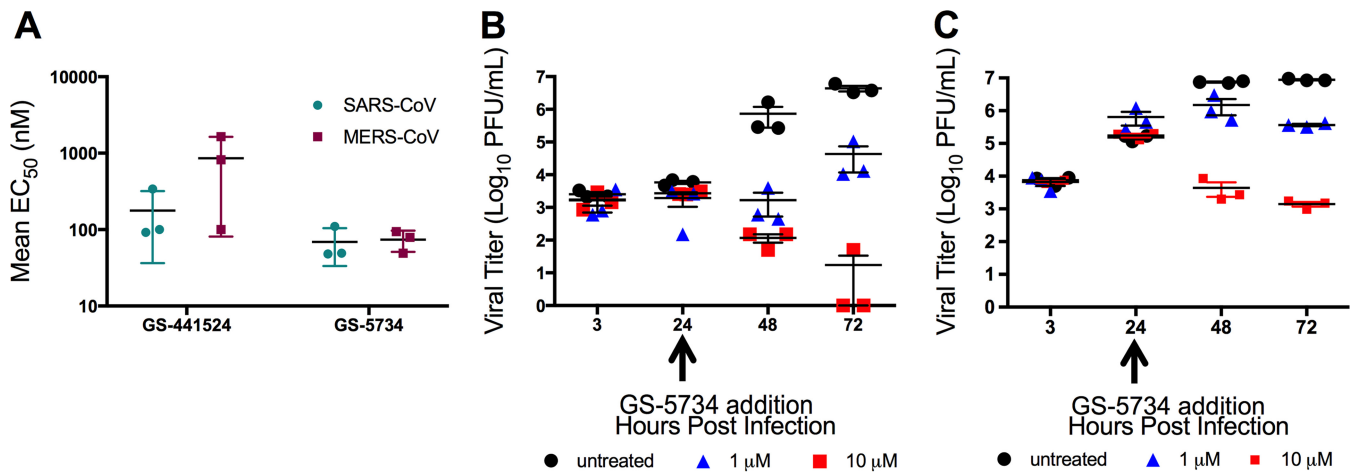 A
Mean EC50 (nM)
10000
1000
100
10
SARS-CoV
MERS-CoV
GS-441524
GS-5734
B
Viral Titer (Log10 PFU/mL)
7
6
5
4
3
2
1
0
3
24
48
72
GS-5734 addition
Hours Post Infection
untreated
1 μM
10 μM
C
Viral Titer (Log10 PFU/mL)
7
6
5
4
3
2
1
0
3
24
48
72
GS-5734 addition
Hours Post Infection
untreated
1 μM
10 μM